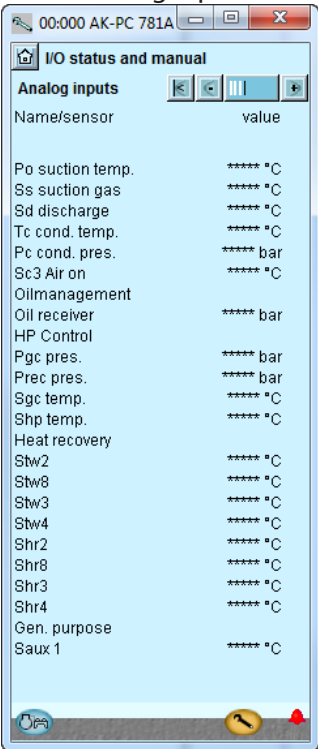 00:000 AK-PC 781A
I/O status and manual
Analog inputs
Name/sensor value
Po suction temp. ***** °C
Ss suction gas ***** °C
Sd discharge ***** °C
Tc cond. temp. ***** °C
Pc cond. pres. ***** bar
Sc3 Air on ***** °C
Oilmanagement
Oil receiver ***** bar
HP Control
Pgc pres. ***** bar
Prec pres. ***** bar
Sgc temp. ***** °C
Shp temp. ***** °C
Heat recovery
Stw2 ***** °C
Stw8 ***** °C
Stw3 ***** °C
Stw4 ***** °C
Shr2 ***** °C
Shr8 ***** °C
Shr3 ***** °C
Shr4 ***** °C
Gen. purpose
Saux 1 ***** °C